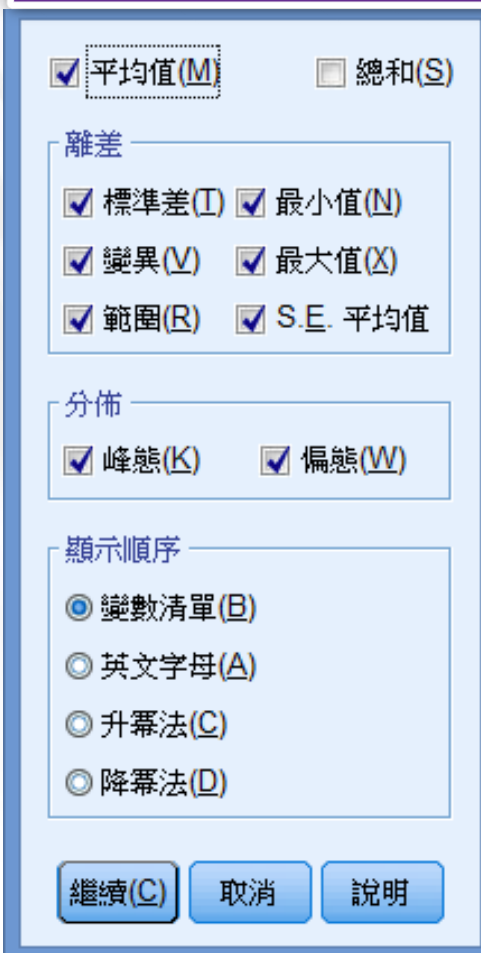 平均值(M) 總和(S)
離差
標準差(T) 最小值(N)
變異(V) 最大值(X)
範圍(R) S.E. 平均值
分佈
峰態(K) 偏態(W)
顯示順序
變數清單(B)
英文字母(A)
升冪法(C)
降冪法(D)
繼續(C) 取消 說明